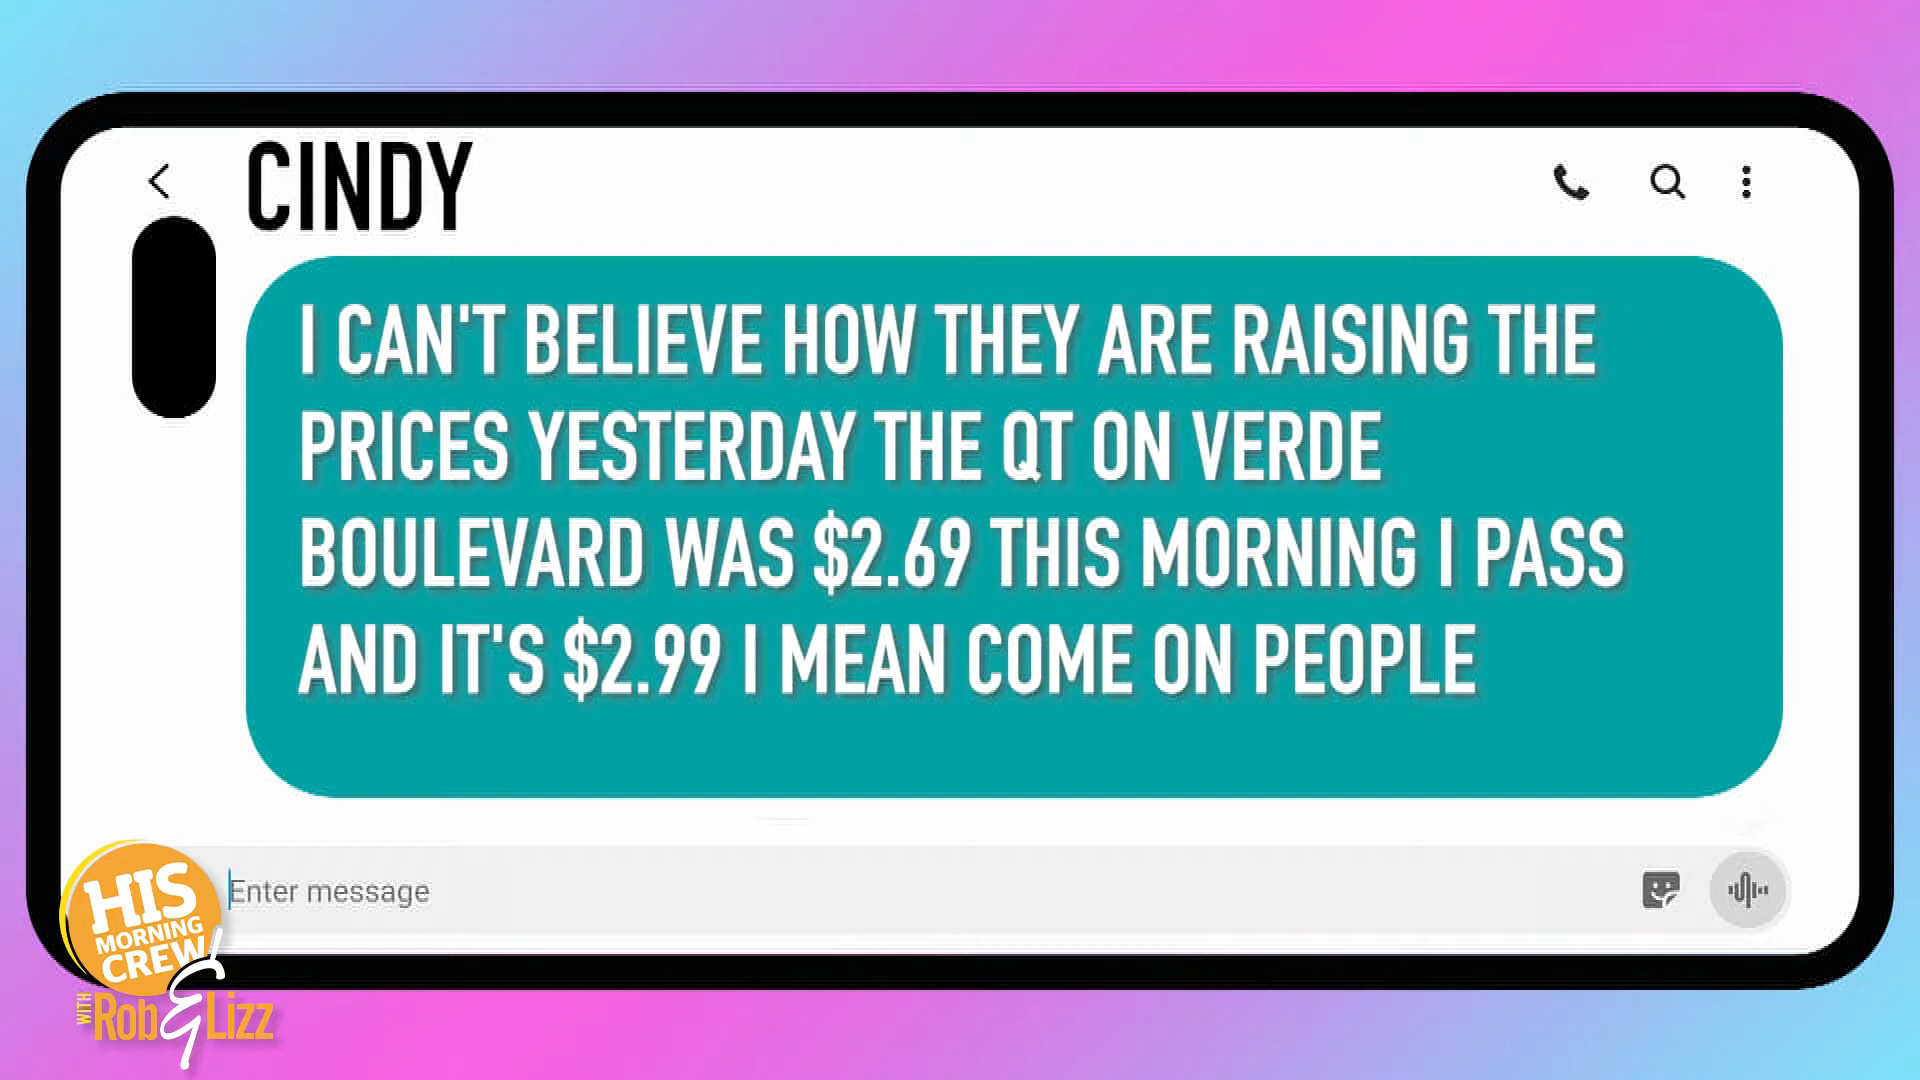 CINDY
I CAN'T BELIEVE HOW THEY ARE RAISING THE
PRICES YESTERDAY THE QT ON VERDE
BOULEVARD WAS $2.69 THIS MORNING I PASS
AND IT'S $2.99 I MEAN COME ON PEOPLE
Enter message
HIS
MORNING
CREW
WITH Rob & Lizz